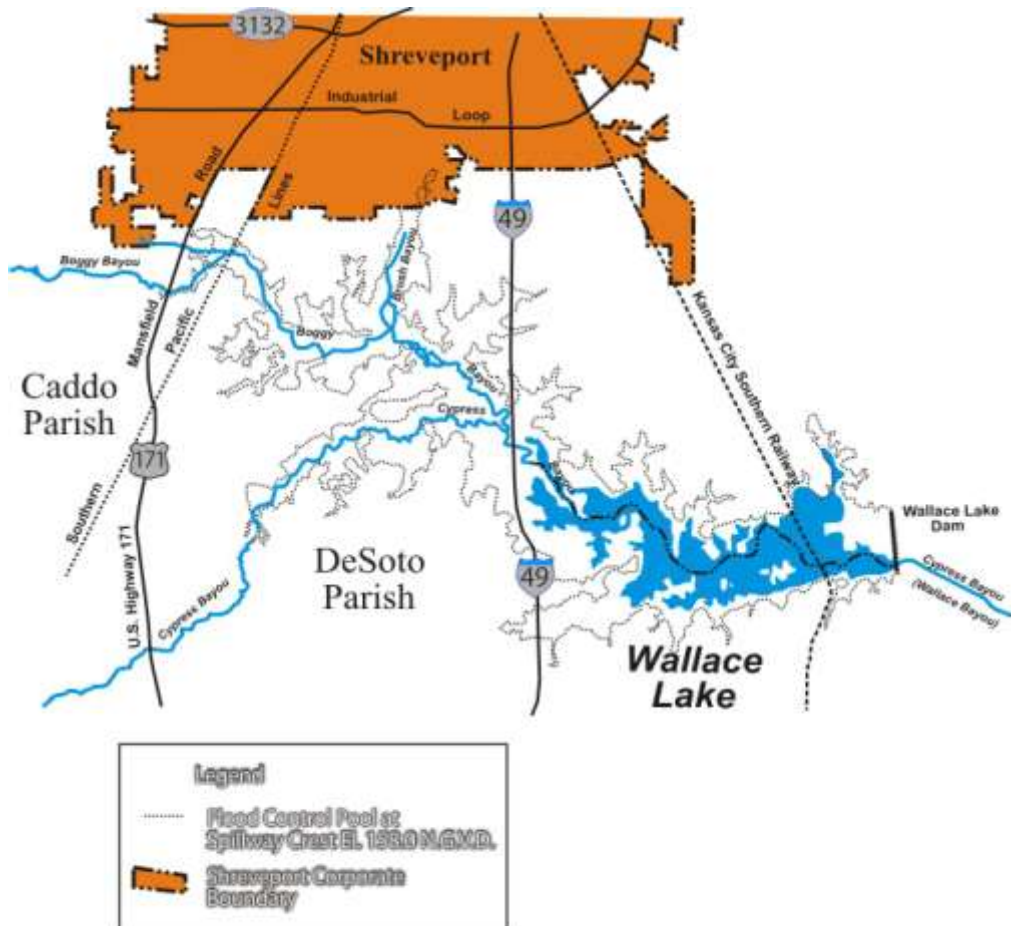 3132
Shreveport
Industrial
Loop
Road
Lines
49
Boggy Bayou
Brush Bayou
Mansfield
Pacific
Boggy
Kansas City Southern Railway
Caddo
Parish
Bayou
Cypress
171
Southern
Bayou
Wallace Lake
Dam
DeSoto
Parish
49
Cypress Bayou
(Wallace Bayou)
U.S. Highway 171
Cypress Bayou
Wallace
Lake
Legend
Flood Control Pool at
Spillway Crest El. 158.0 N.G.V.D.
Shreveport Corporate
Boundary